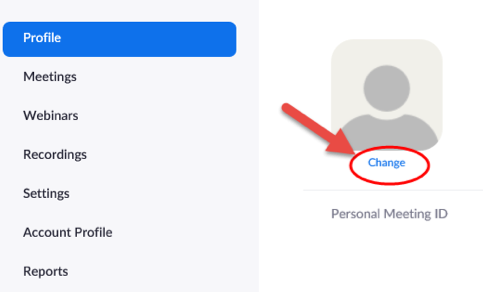 Profile
Meetings
Webinars
Recordings
Settings
Account Profile
Reports
Change
Personal Meeting ID